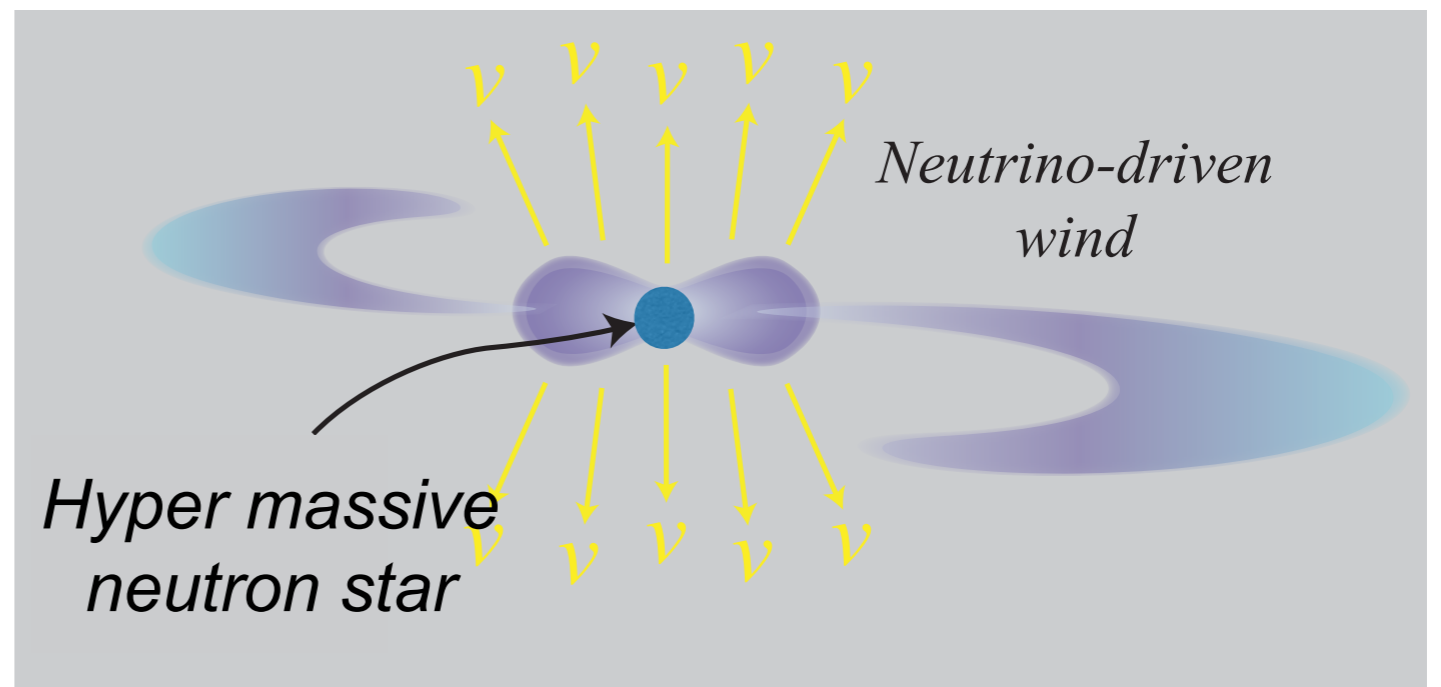 ν ν ν ν ν
Neutrino-driven
wind
Hyper massive
neutron star
ν ν ν ν ν